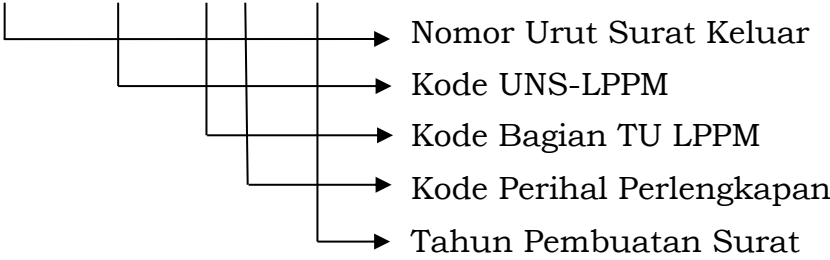 Nomor Urut Surat Keluar
Kode UNS-LPPM
Kode Bagian TU LPPM
Kode Perihal Perlengkapan
Tahun Pembuatan Surat